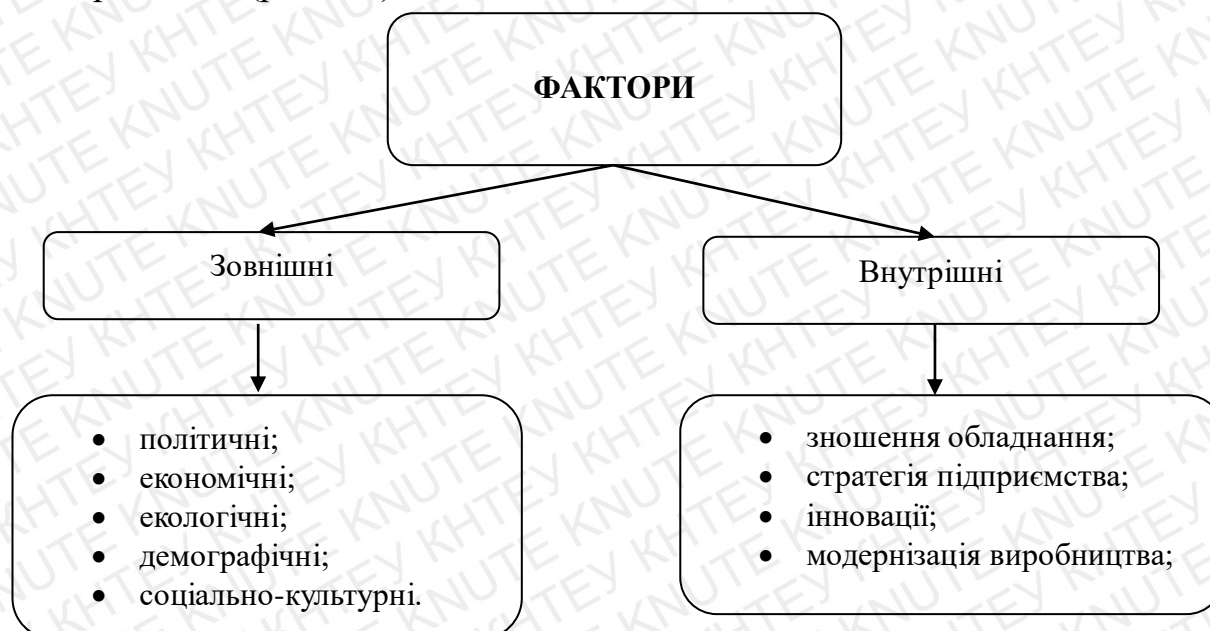 ФАКТОРИ
Зовнішні
Внутрішні
• політичні;
• економічні;
• екологічні;
• демографічні;
• соціально-культурні.
• зношення обладнання;
• стратегія підприємства;
• інновації;
• модернізація виробництва;